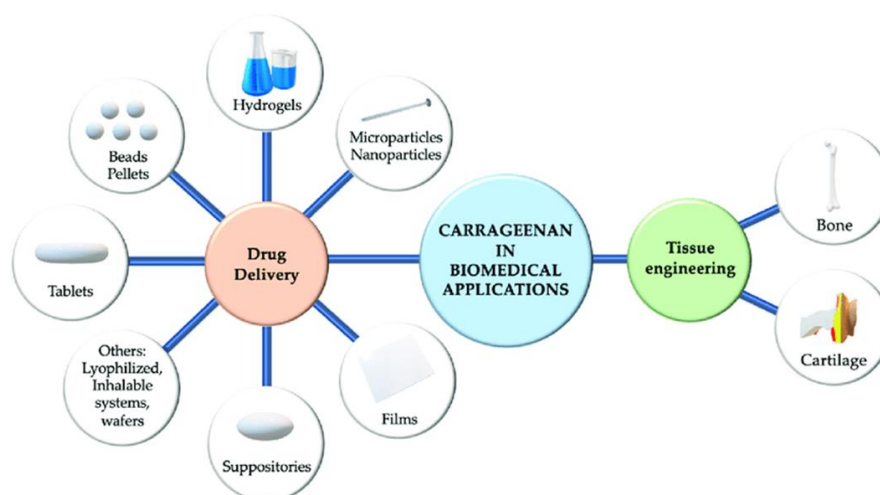 Hydrogels
Beads
Pellets
Microparticles
Nanoparticles
Tablets
Drug
Delivery
CARRAGEENAN
IN
BIOMEDICAL
APPLICATIONS
Tissue
engineering
Bone
Cartilage
Others:
Lyophilized,
Inhalable
systems,
wafers
Suppositories
Films